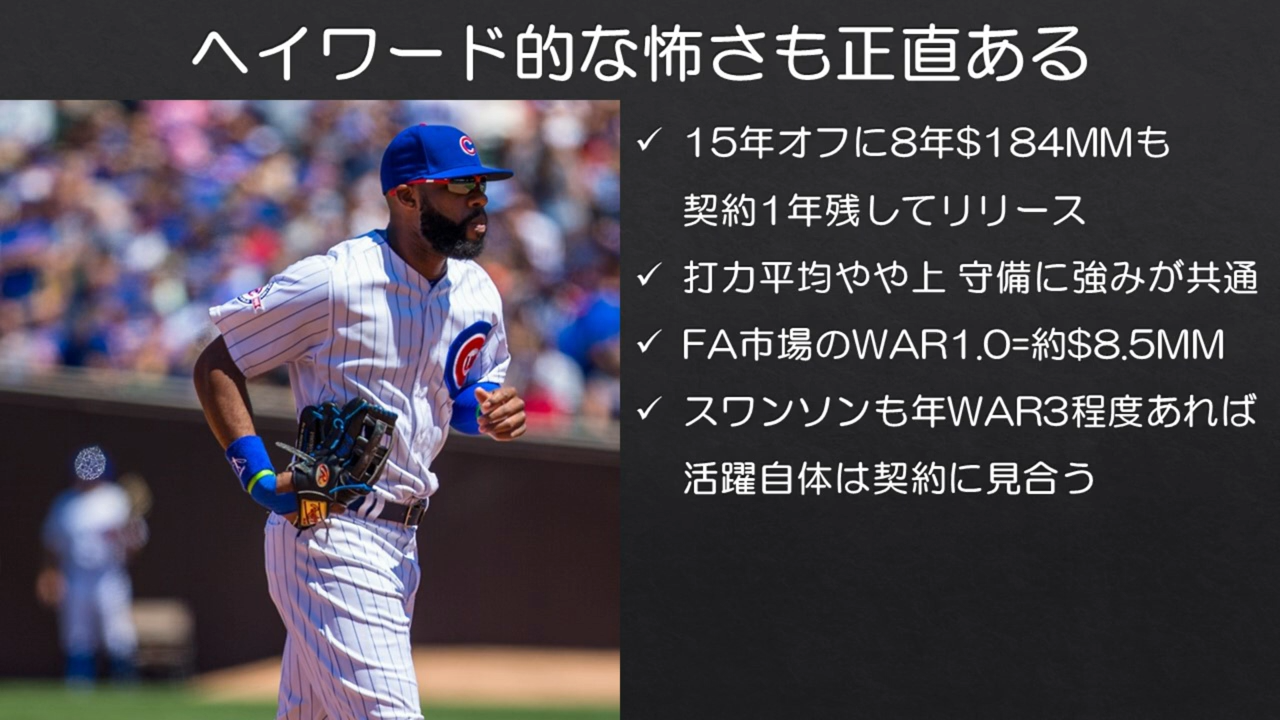 ヘイワード的な怖さも正直ある
✓ 15年オフに8年$184MMも
契約1年残してリリース
✓ 打力平均やや上 守備に強みが共通
✓ FA市場のWAR1.0=約$8.5MM
✓ スワンソンも年WAR3程度あれば
活躍自体は契約に見合う